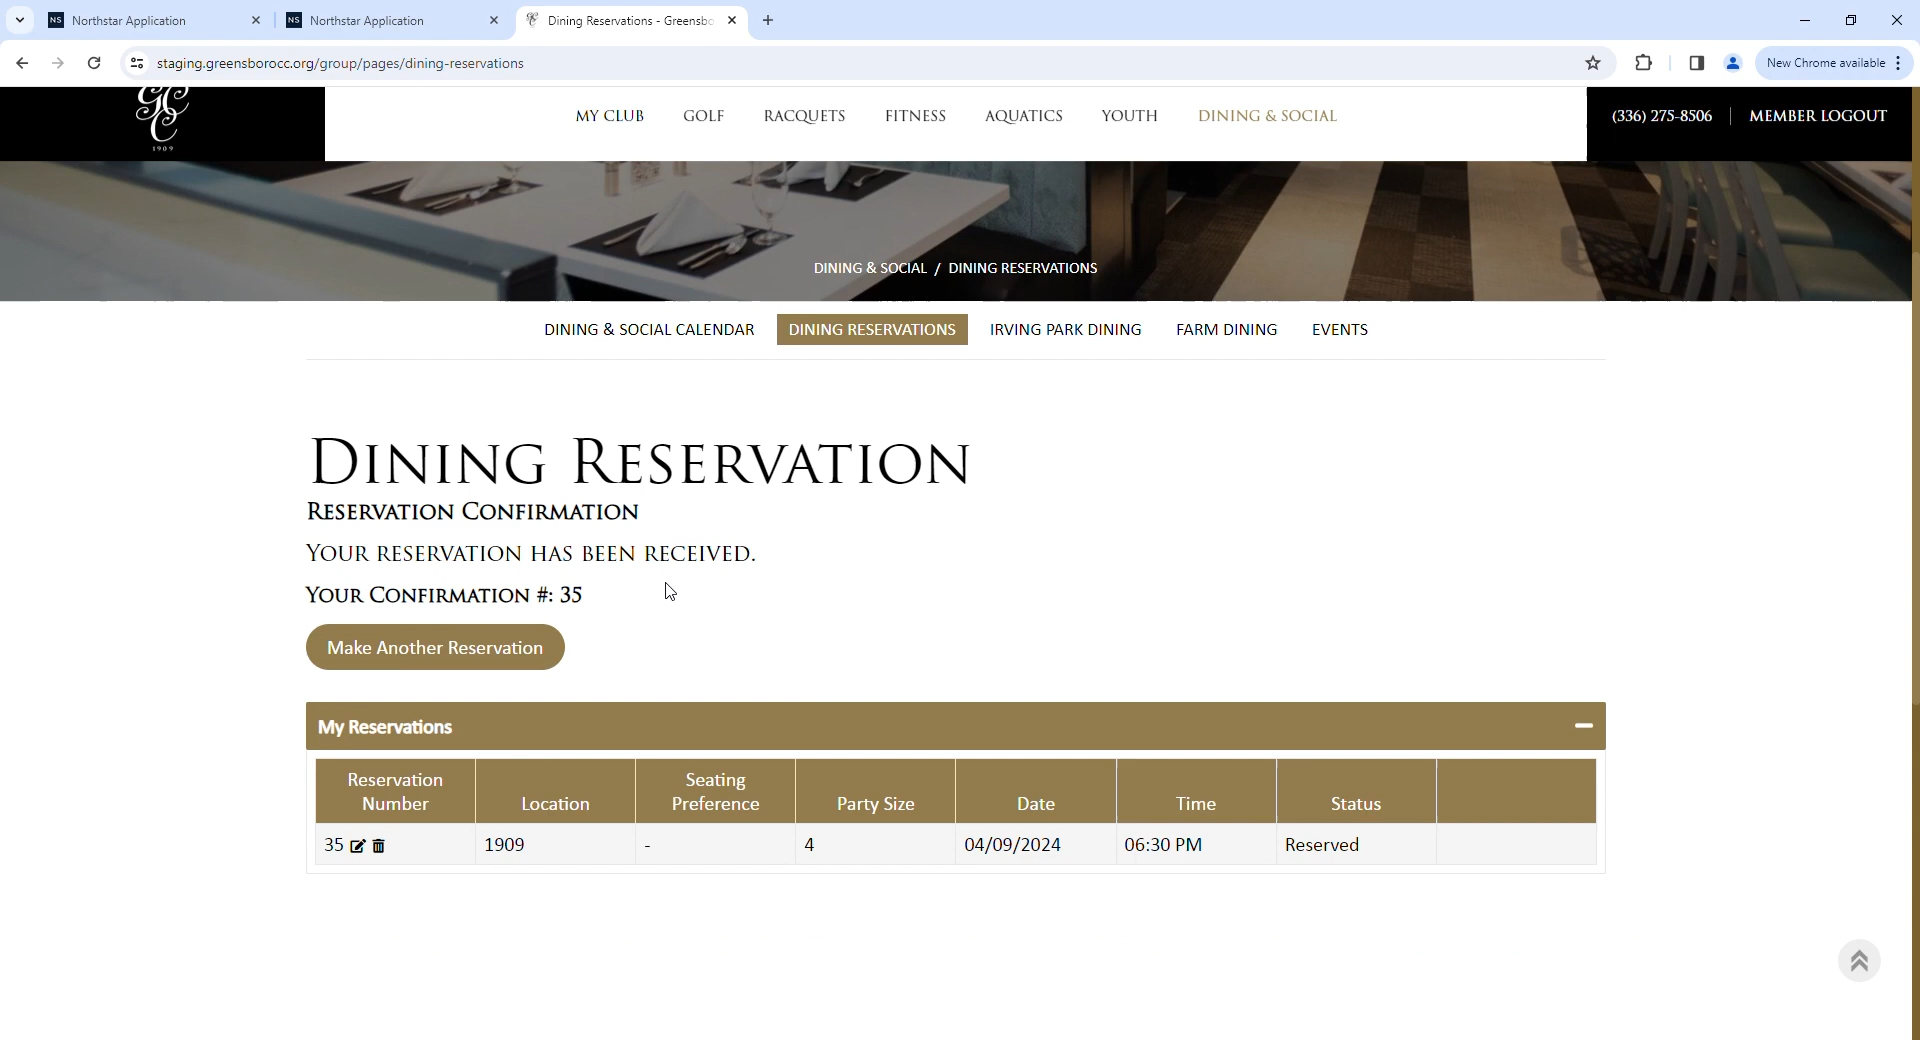 NS Northstar Application
NS Northstar Application
Dining Reservations - Greensbo
staging.greensborocc.org/group/pages/dining-reservations
New Chrome available
GCC
1909
MY CLUB GOLF RACQUETS FITNESS AQUATICS YOUTH DINING & SOCIAL
(336) 275-8506 MEMBER LOGOUT
DINING & SOCIAL / DINING RESERVATIONS
DINING & SOCIAL CALENDAR DINING RESERVATIONS IRVING PARK DINING FARM DINING EVENTS
DINING RESERVATION
RESERVATION CONFIRMATION
YOUR RESERVATION HAS BEEN RECEIVED.
YOUR CONFIRMATION #: 35
Make Another Reservation
My Reservations
Reservation Number Location Seating Preference Party Size Date Time Status
35 1909 - 4 04/09/2024 06:30 PM Reserved